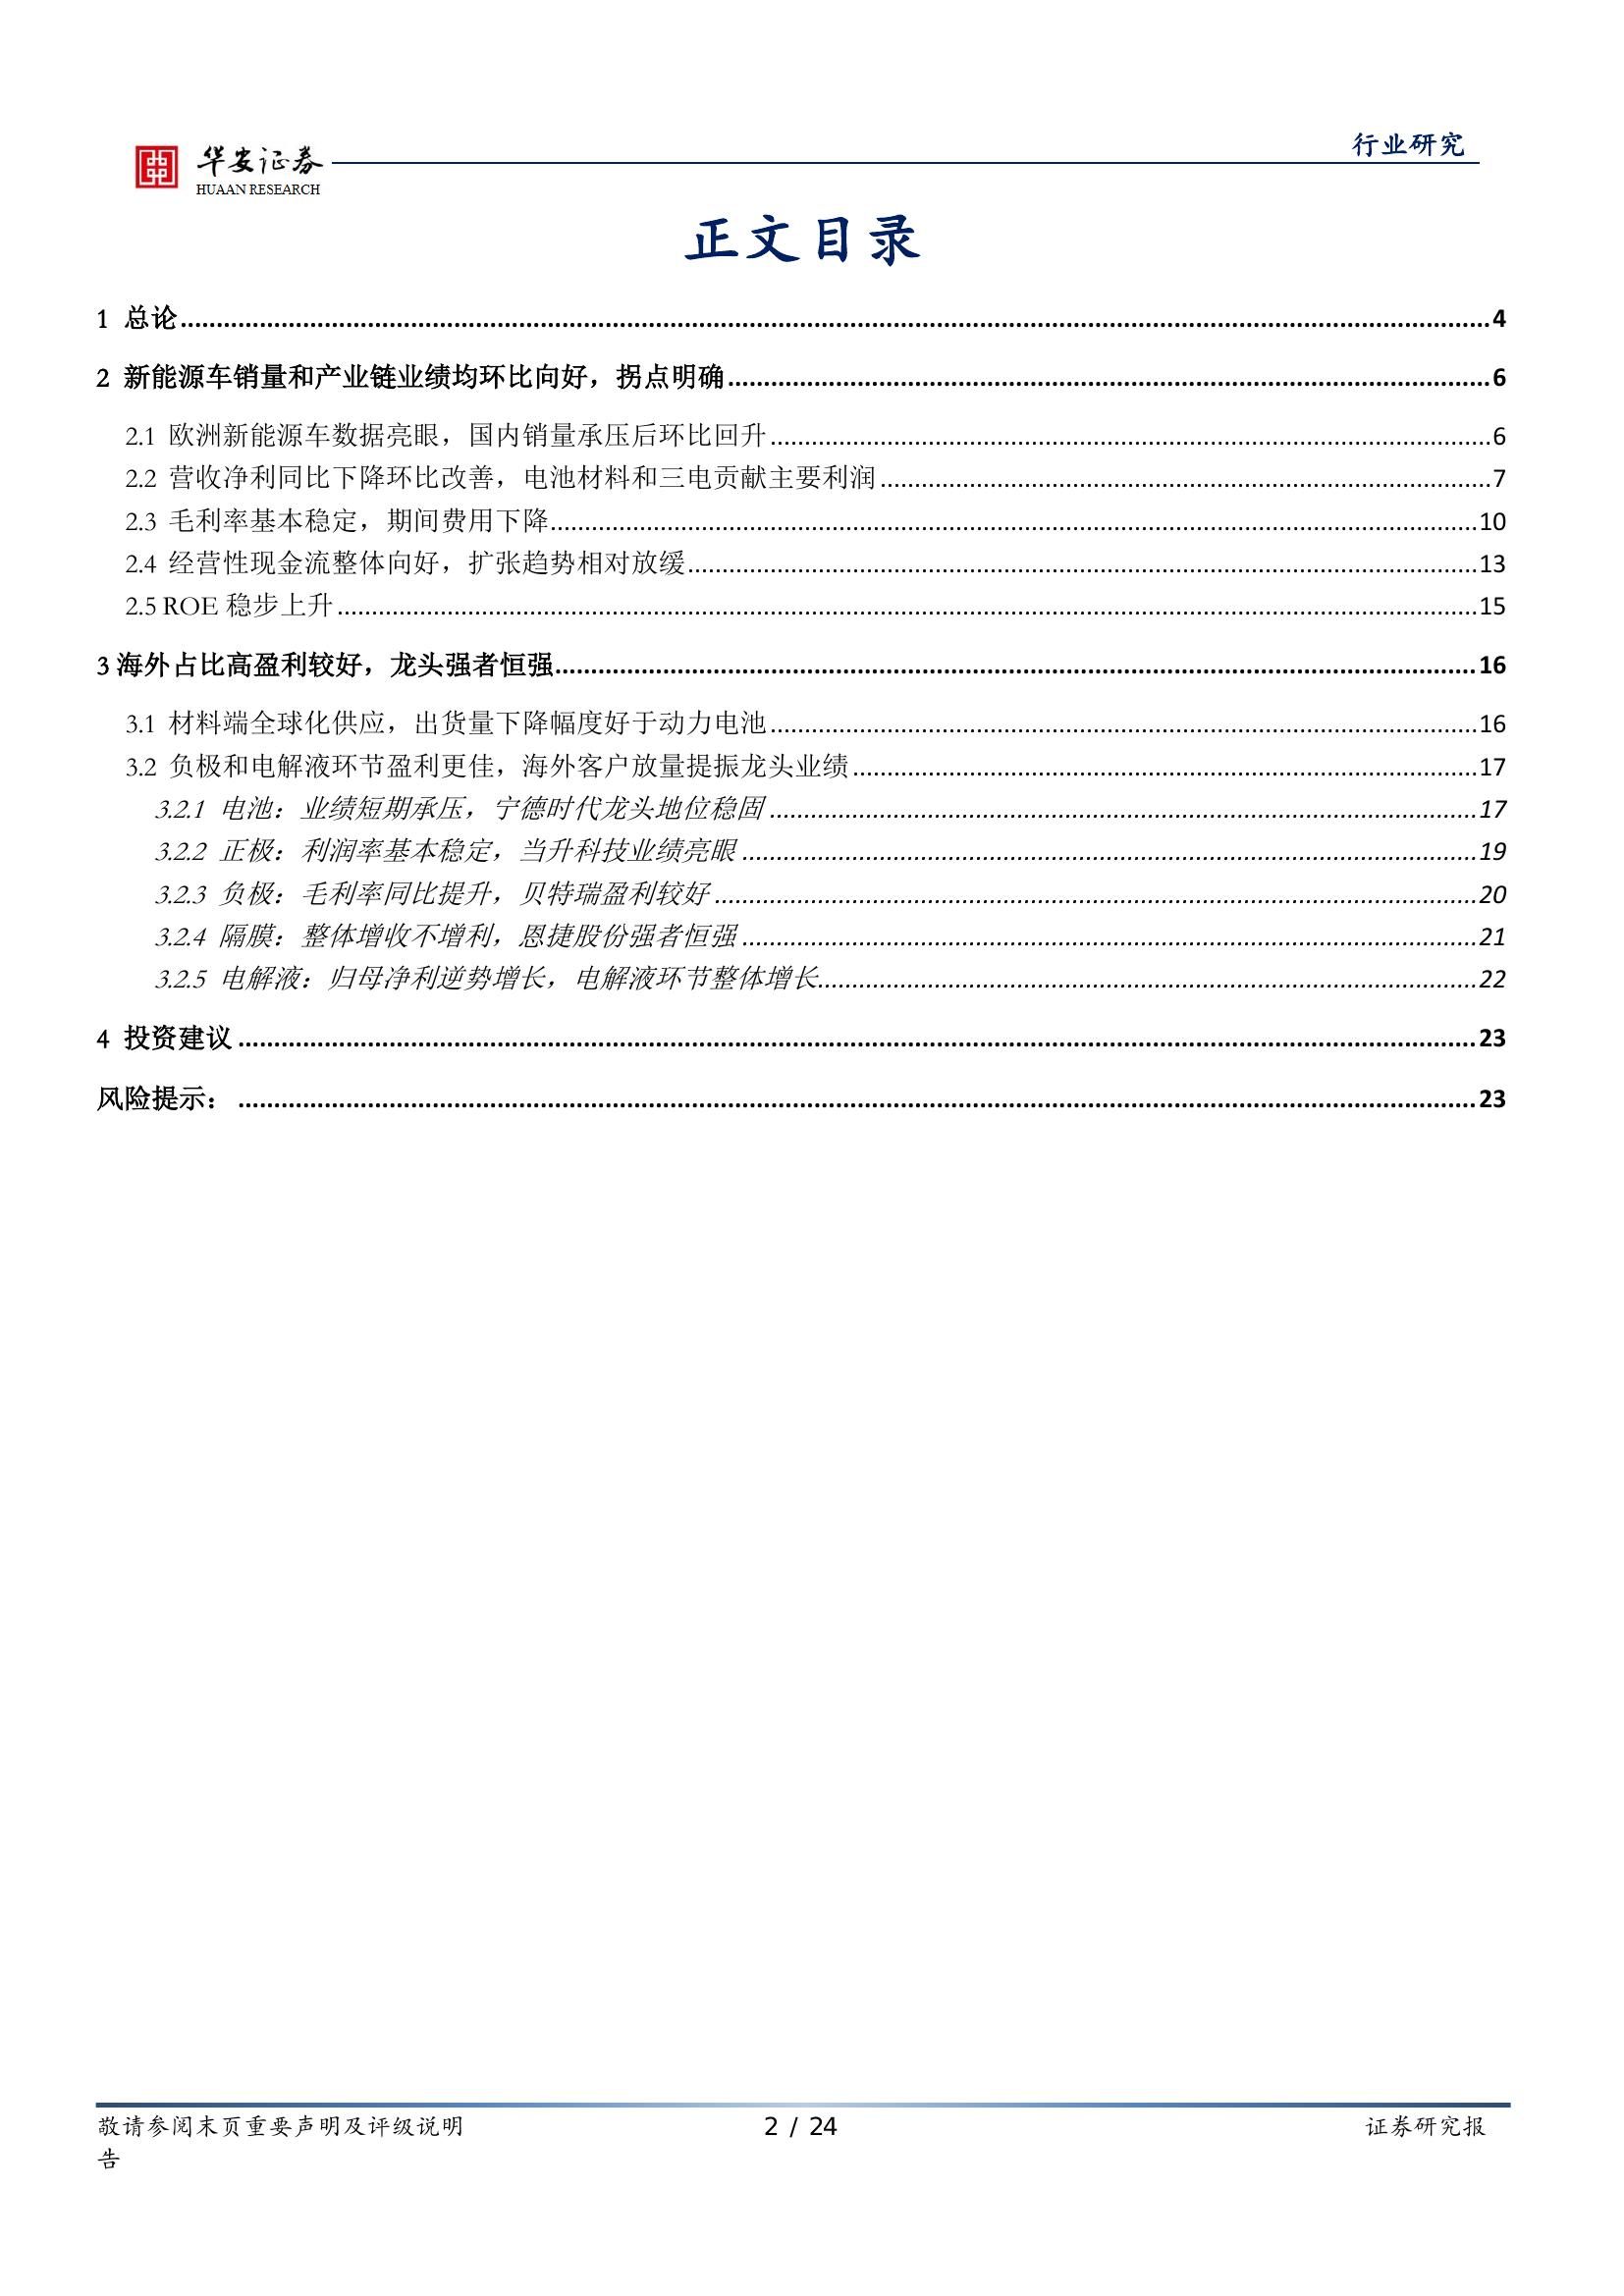 华安证券
HUAAN RESEARCH
行业研究
正文目录
1 总论....................4
2 新能源车销量和产业链业绩均环比向好，拐点明确....................6
2.1 欧洲新能源车数据亮眼，国内销量承压后环比回升....................6
2.2 营收净利同比下降环比改善，电池材料和三电贡献主要利润....................7
2.3 毛利率基本稳定，期间费用下降....................10
2.4 经营性现金流整体向好，扩张趋势相对放缓....................13
2.5 ROE 稳步上升....................15
3 海外占比高盈利较好，龙头强者恒强....................16
3.1 材料端全球化供应，出货量下降幅度好于动力电池....................16
3.2 负极和电解液环节盈利更佳，海外客户放量提振龙头业绩....................17
3.2.1 电池：业绩短期承压，宁德时代龙头地位稳固....................17
3.2.2 正极：利润率基本稳定，当升科技业绩亮眼....................19
3.2.3 负极：毛利率同比提升，贝特瑞盈利较好....................20
3.2.4 隔膜：整体增收不增利，恩捷股份强者恒强....................21
3.2.5 电解液：归母净利逆势增长，电解液环节整体增长....................22
4 投资建议....................23
风险提示：....................23
敬请参阅末页重要声明及评级说明 2 / 24 证券研究报
告